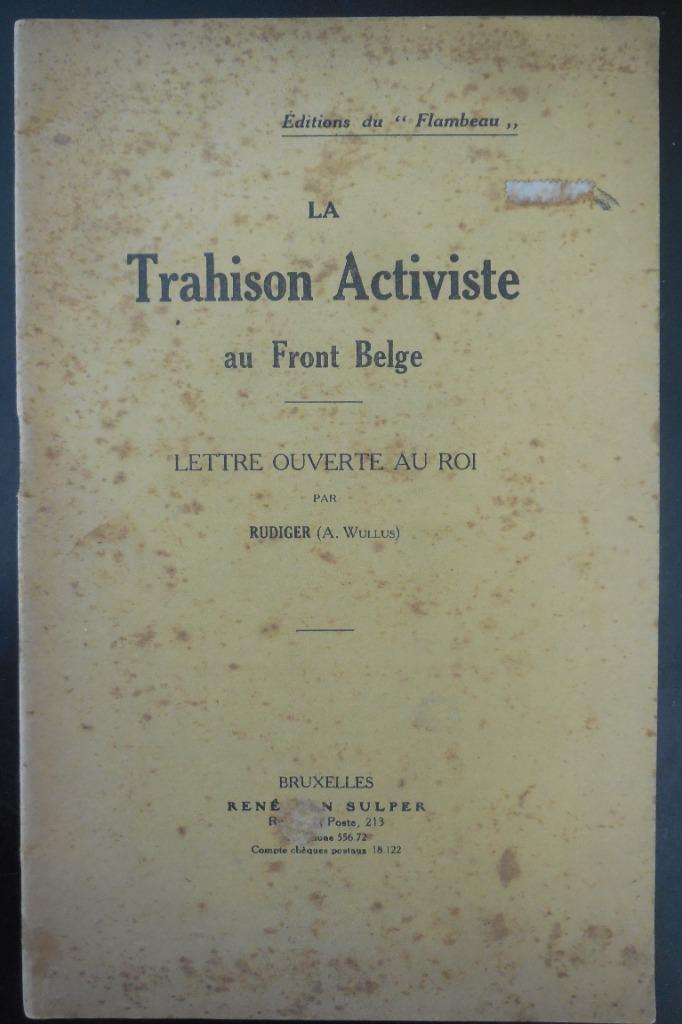 Éditions du “ Flambeau „
LA
Trahison Activiste
au Front Belge
LETTRE OUVERTE AU ROI
PAR
RUDIGER (A. WULLUS)
BRUXELLES
RENÉ SULPER
Poste, 213
556.72
Compte chèques postaux 18.122